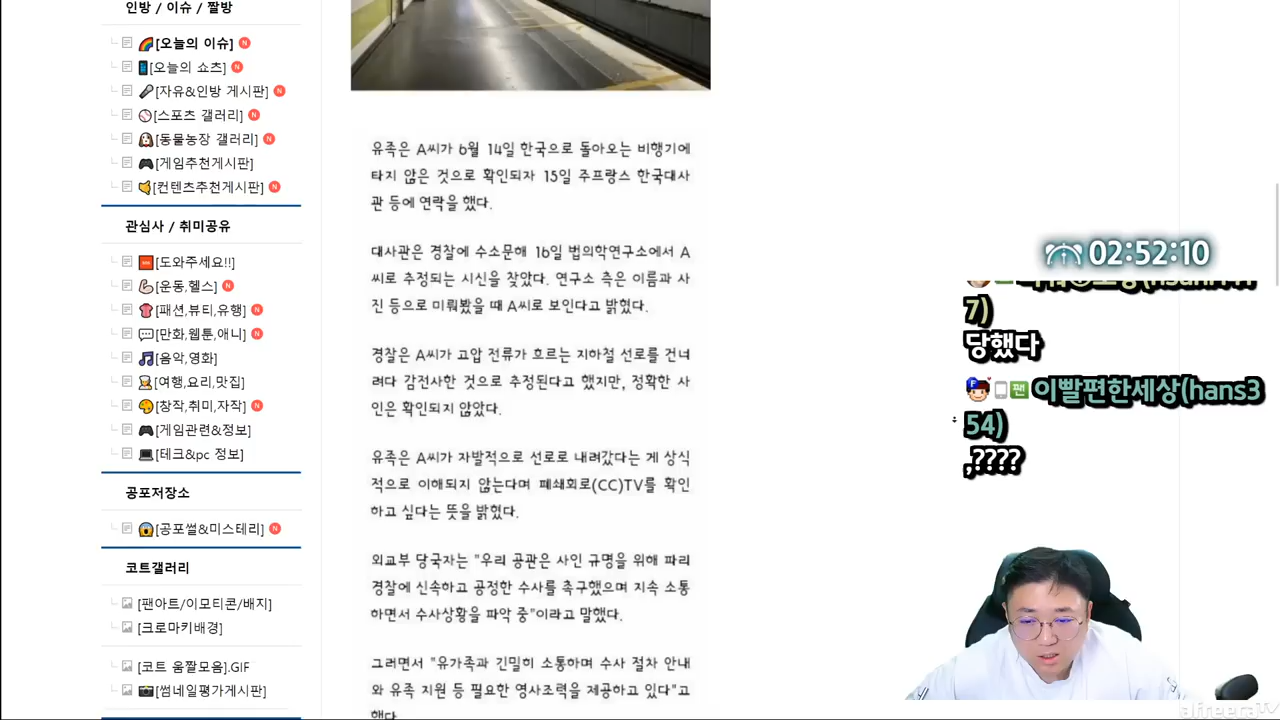 인방 / 이슈 / 짤방
[오늘의 이슈] N
[오늘의 쇼츠] N
[자유&인방 게시판] N
[스포츠 갤러리] N
[동물농장 갤러리] N
[게임추천게시판]
[컨텐츠추천게시판] N
관심사 / 취미공유
[도와주세요!!]
[운동,헬스] N
[패션,뷰티,유행] N
[만화,웹툰,애니] N
[음악,영화]
[여행,요리,맛집]
[창작,취미,자작] N
[게임관련&정보]
[테크&pc 정보]
공포저장소
[공포썰&미스테리] N
코트갤러리
[팬아트/이모티콘/배지]
[크로마키배경]
[코트 움짤모음].GIF
[썸네일평가게시판]
유족은 A씨가 6월 14일 한국으로 돌아오는 비행기에
타지 않은 것으로 확인되자 15일 주프랑스 한국대사
관 등에 연락을 했다.
대사관은 경찰에 수소문해 16일 법의학연구소에서 A
씨로 추정되는 시신을 찾았다. 연구소 측은 이름과 사
진 등으로 미뤄봤을 때 A씨로 보인다고 밝혔다.
경찰은 A씨가 고압 전류가 흐르는 지하철 선로를 건너
려다 감전사한 것으로 추정된다고 했지만, 정확한 사
인은 확인되지 않았다.
유족은 A씨가 자발적으로 선로로 내려갔다는 게 상식
적으로 이해되지 않는다며 폐쇄회로(CC)TV를 확인
하고 싶다는 뜻을 밝혔다.
외교부 당국자는 "우리 공관은 사인 규명을 위해 파리
경찰에 신속하고 공정한 수사를 촉구했으며 지속 소통
하면서 수사상황을 파악 중"이라고 말했다.
그러면서 "유가족과 긴밀히 소통하며 수사 절차 안내
와 유족 지원 등 필요한 영사조력을 제공하고 있다"고
했다.
02:52:10
7)
당했다
팬 이빨편한세상(hans3
54)
,????
afreecaTV